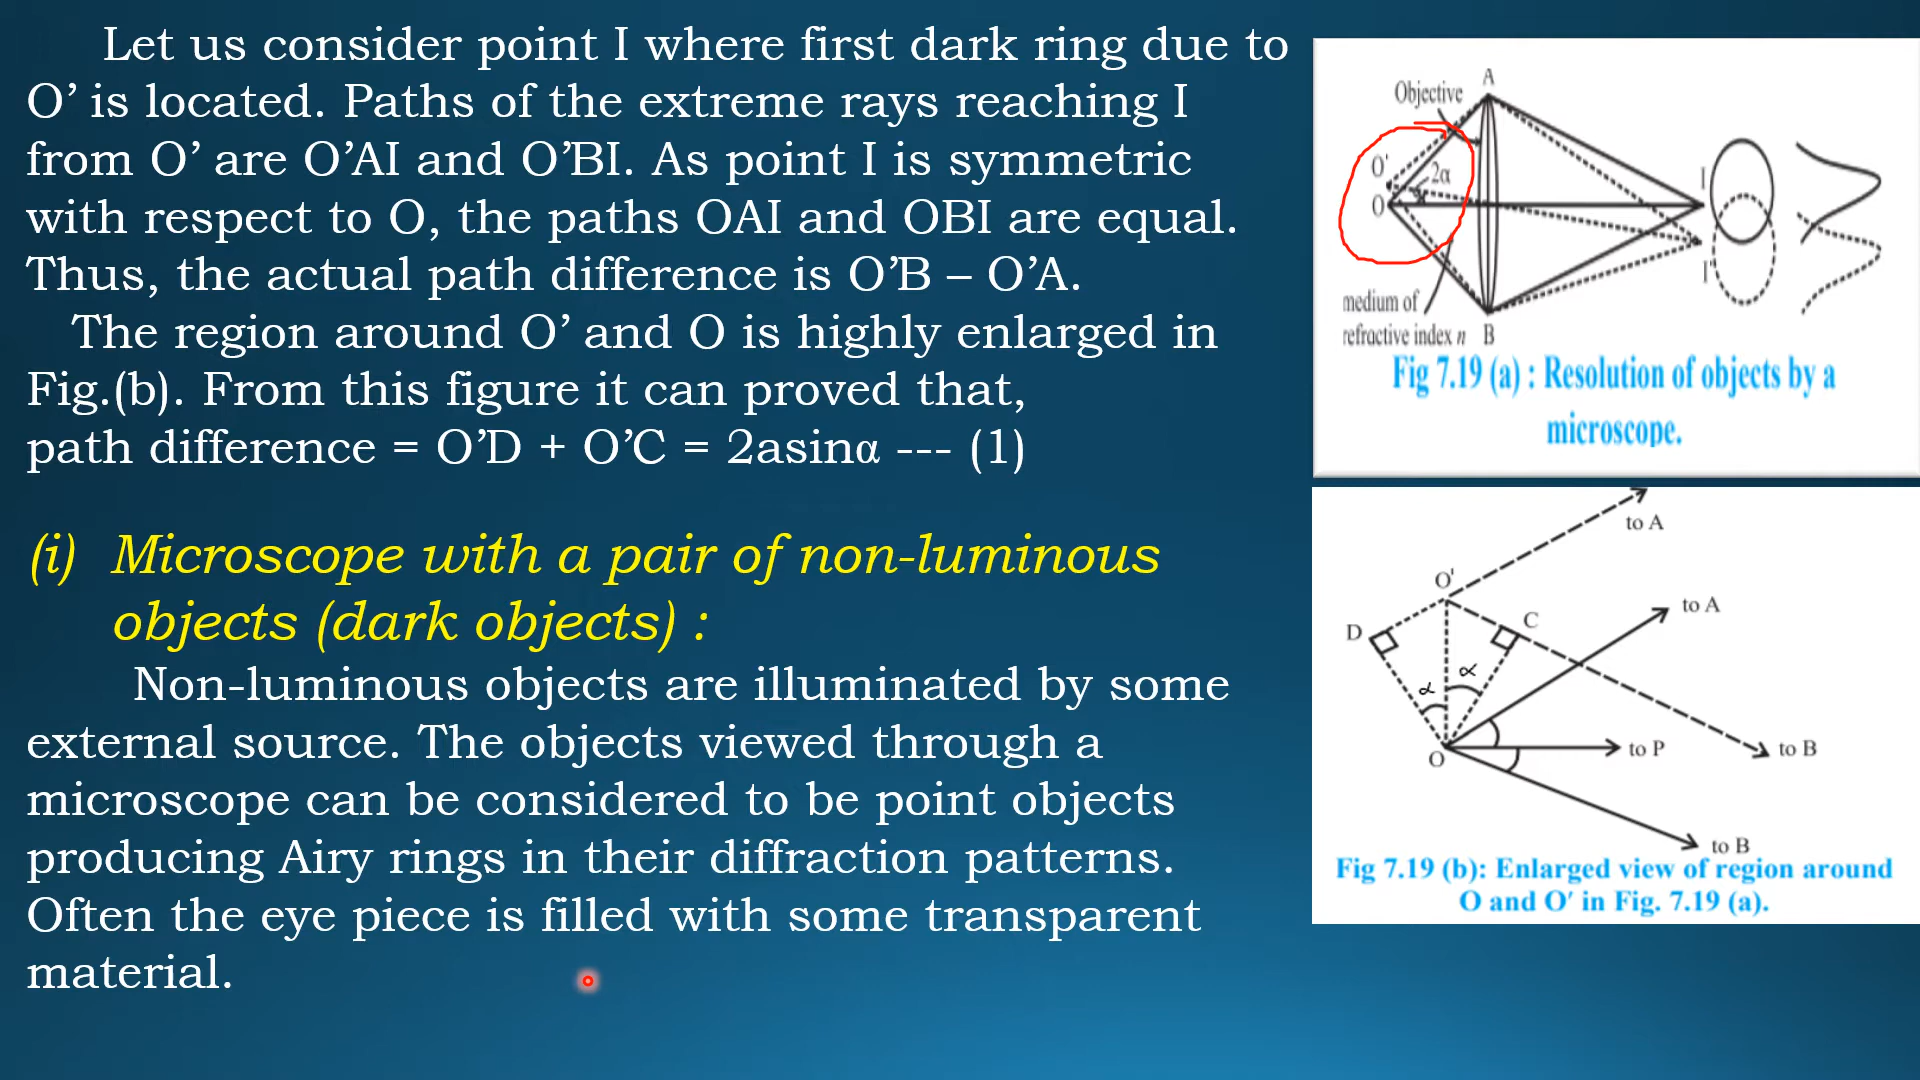 Let us consider point I where first dark ring due to
O’ is located. Paths of the extreme rays reaching I
from O’ are O’AI and O’BI. As point I is symmetric
with respect to O, the paths OAI and OBI are equal.
Thus, the actual path difference is O’B – O’A.
The region around O’ and O is highly enlarged in
Fig.(b). From this figure it can proved that,
path difference = O’D + O’C = 2asinα --- (1)
(i) Microscope with a pair of non-luminous
objects (dark objects) :
Non-luminous objects are illuminated by some
external source. The objects viewed through a
microscope can be considered to be point objects
producing Airy rings in their diffraction patterns.
Often the eye piece is filled with some transparent
material.
A
Objective
O'
2α
O
I
I'
medium of
refractive index n
B
Fig 7.19 (a) : Resolution of objects by a
microscope.
to A
O'
to A
C
D
α
α
to P
to B
O
to B
Fig 7.19 (b): Enlarged view of region around
O and O′ in Fig. 7.19 (a).